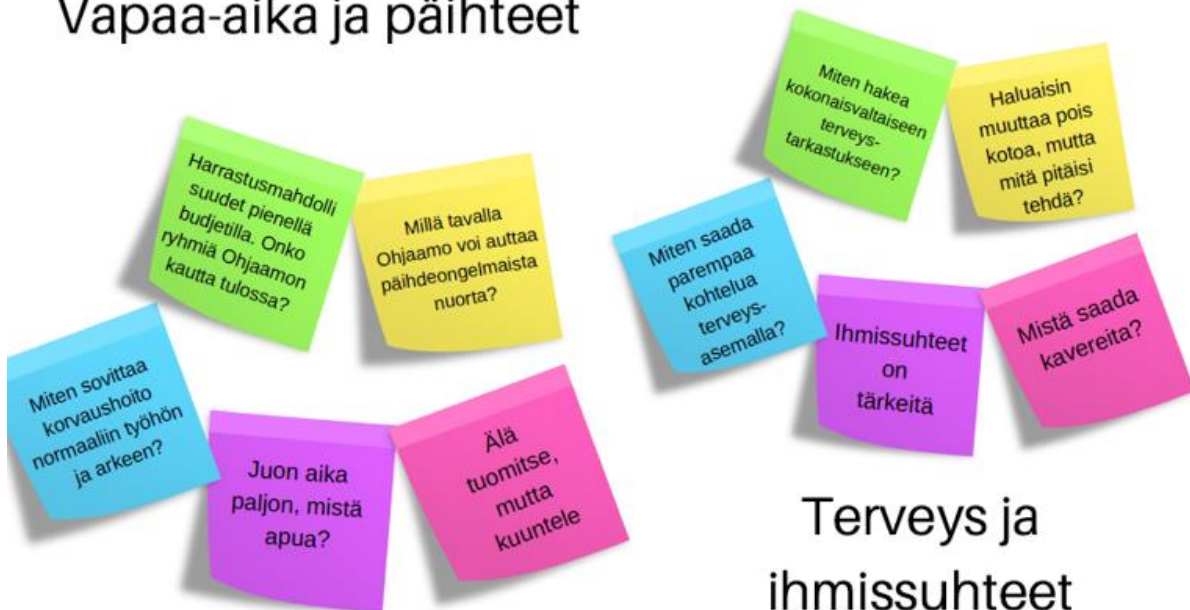 Vapaa-aika ja päihteet
Harrastusmahdolli
suudet pienellä
budjetilla. Onko
ryhmiä Ohjaamon
kautta tulossa?
Millä tavalla
Ohjaamo voi auttaa
päihdeongelmaista
nuorta?
Miten sovittaa
korvaushoito
normaaliin työhön
ja arkeen?
Juon aika
paljon, mistä
apua?
Älä
tuomitse,
mutta
kuuntele
Miten hakea
kokonaisvaltaiseen
terveys-
tarkastukseen?
Haluaisin
muuttaa pois
kotoa, mutta
mitä pitäisi
tehdä?
Miten saada
parempaa
kohtelua
terveys-
asemalla?
Ihmissuhteet
on
tärkeitä
Mistä saada
kavereita?
Terveys ja
ihmissuhteet